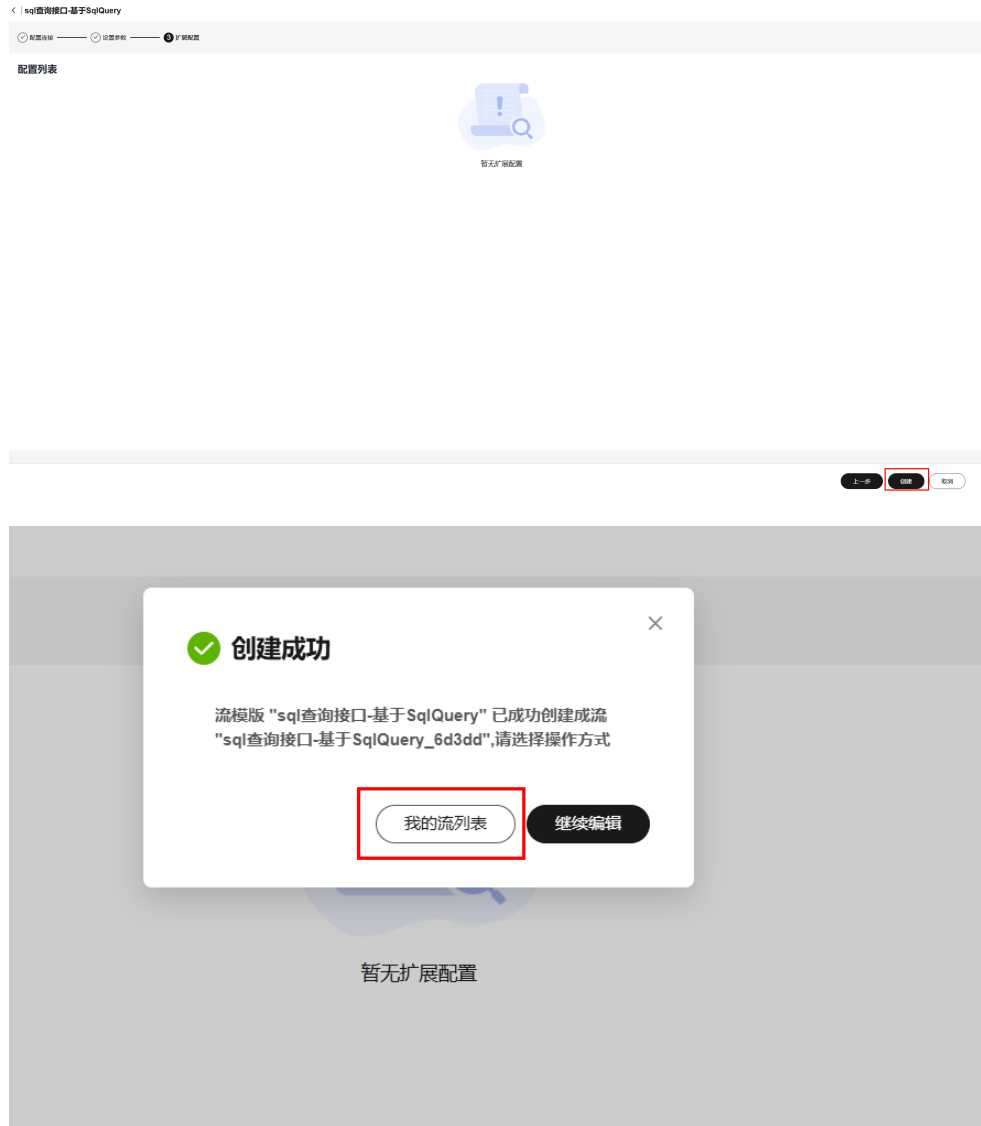 sql查询接口-基于SqlQuery
配置连接 设置参数 3 扩展配置
配置列表
暂无扩展配置
上一步 创建 取消
创建成功
流模版 "sql查询接口-基于SqlQuery" 已成功创建成流
"sql查询接口-基于SqlQuery_6d3dd",请选择操作方式
我的流列表 继续编辑
暂无扩展配置